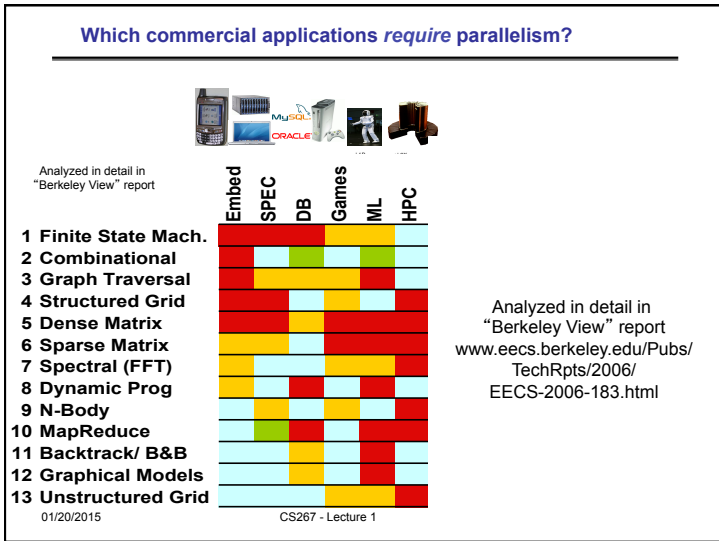 Which commercial applications require parallelism?
MySQL
ORACLE
Analyzed in detail in
“Berkeley View” report
Embed
SPEC
DB
Games
ML
HPC
1 Finite State Mach.
2 Combinational
3 Graph Traversal
4 Structured Grid
5 Dense Matrix
6 Sparse Matrix
7 Spectral (FFT)
8 Dynamic Prog
9 N-Body
10 MapReduce
11 Backtrack/ B&B
12 Graphical Models
13 Unstructured Grid
Analyzed in detail in
“Berkeley View” report
www.eecs.berkeley.edu/Pubs/
TechRpts/2006/
EECS-2006-183.html
01/20/2015
CS267 - Lecture 1